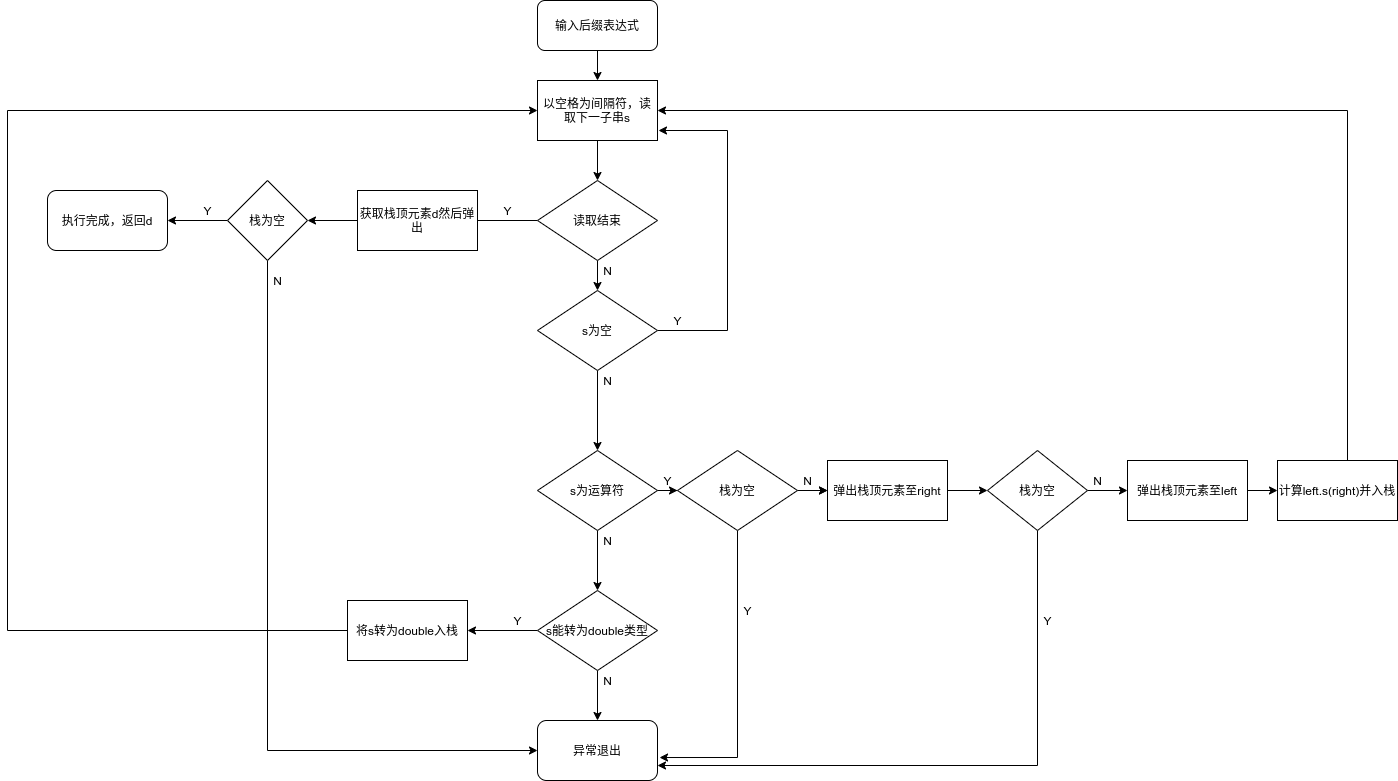 输入后缀表达式
以空格为间隔符，读
取下一子串s
执行完成，返回d
Y
栈为空
获取栈顶元素d然后弹
出
Y
读取结束
N
N
s为空
Y
N
s为运算符
Y
栈为空
N
弹出栈顶元素至right
栈为空
N
弹出栈顶元素至left
计算left.s(right)并入栈
N
Y
Y
将s转为double入栈
Y
s能转为double类型
N
异常退出